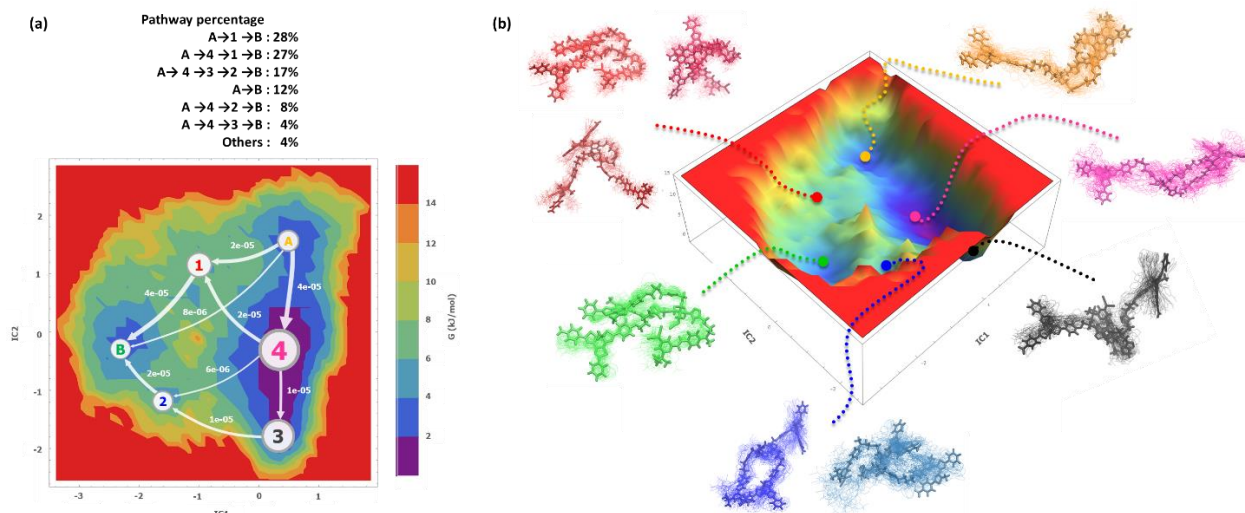 (a)
Pathway percentage
A→1→B : 28%
A→4→1→B : 27%
A→4→3→2→B : 17%
A→B : 12%
A→4→2→B : 8%
A→4→3→B : 4%
Others : 4%
2
1
0
-1
-2
IC2
-3
-2
-1
0
1
IC1
A
1
B
2
3
4
2e-05
4e-05
4e-05
8e-06
2e-05
6e-06
2e-05
1e-05
1e-05
14
12
10
8
6
4
2
G (kJ/mol)
(b)
IC2
IC1